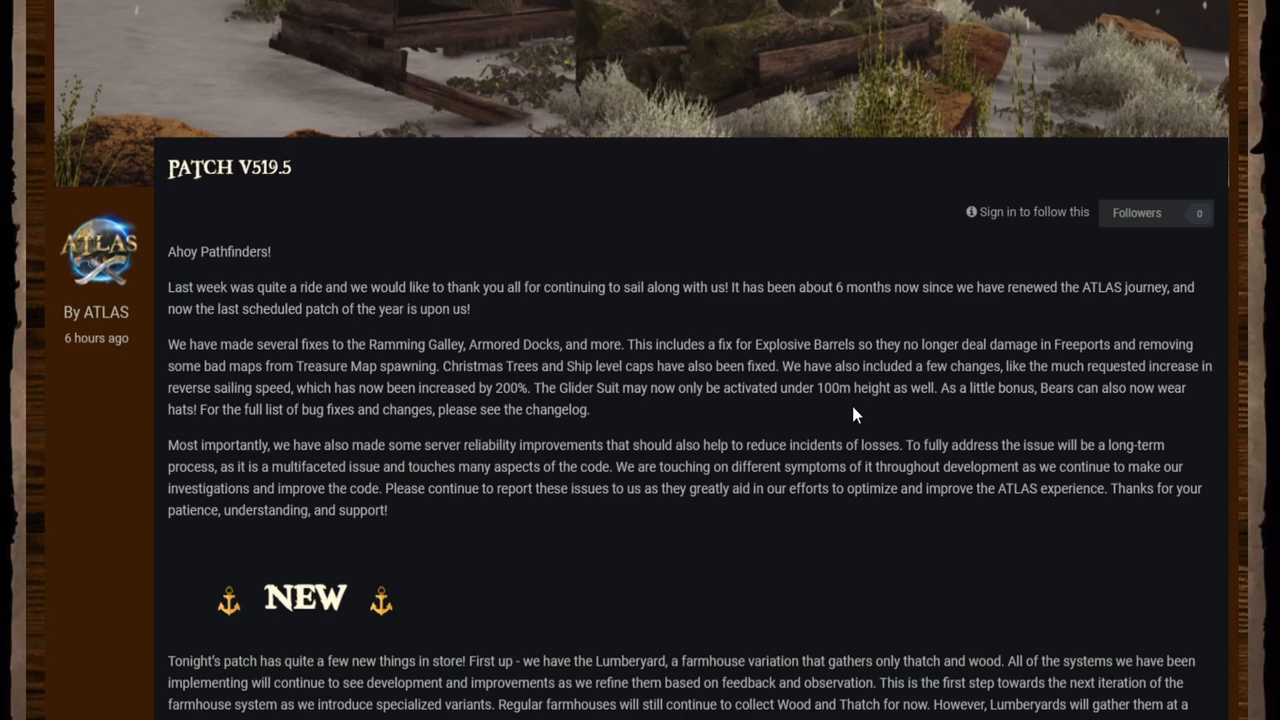 PATCH V519.5
Sign in to follow this
Followers
0
ATLAS
By ATLAS
6 hours ago
Ahoy Pathfinders!
Last week was quite a ride and we would like to thank you all for continuing to sail along with us! It has been about 6 months now since we have renewed the ATLAS journey, and
now the last scheduled patch of the year is upon us!
We have made several fixes to the Ramming Galley, Armored Docks, and more. This includes a fix for Explosive Barrels so they no longer deal damage in Freeports and removing
some bad maps from Treasure Map spawning. Christmas Trees and Ship level caps have also been fixed. We have also included a few changes, like the much requested increase in
reverse sailing speed, which has now been increased by 200%. The Glider Suit may now only be activated under 100m height as well. As a little bonus, Bears can also now wear
hats! For the full list of bug fixes and changes, please see the changelog.
Most importantly, we have also made some server reliability improvements that should also help to reduce incidents of losses. To fully address the issue will be a long-term
process, as it is a multifaceted issue and touches many aspects of the code. We are touching on different symptoms of it throughout development as we continue to make our
investigations and improve the code. Please continue to report these issues to us as they greatly aid in our efforts to optimize and improve the ATLAS experience. Thanks for your
patience, understanding, and support!
NEW
Tonight's patch has quite a few new things in store! First up - we have the Lumberyard, a farmhouse variation that gathers only thatch and wood. All of the systems we have been
implementing will continue to see development and improvements as we refine them based on feedback and observation. This is the first step towards the next iteration of the
farmhouse system as we introduce specialized variants. Regular farmhouses will still continue to collect Wood and Thatch for now. However, Lumberyards will gather them at a